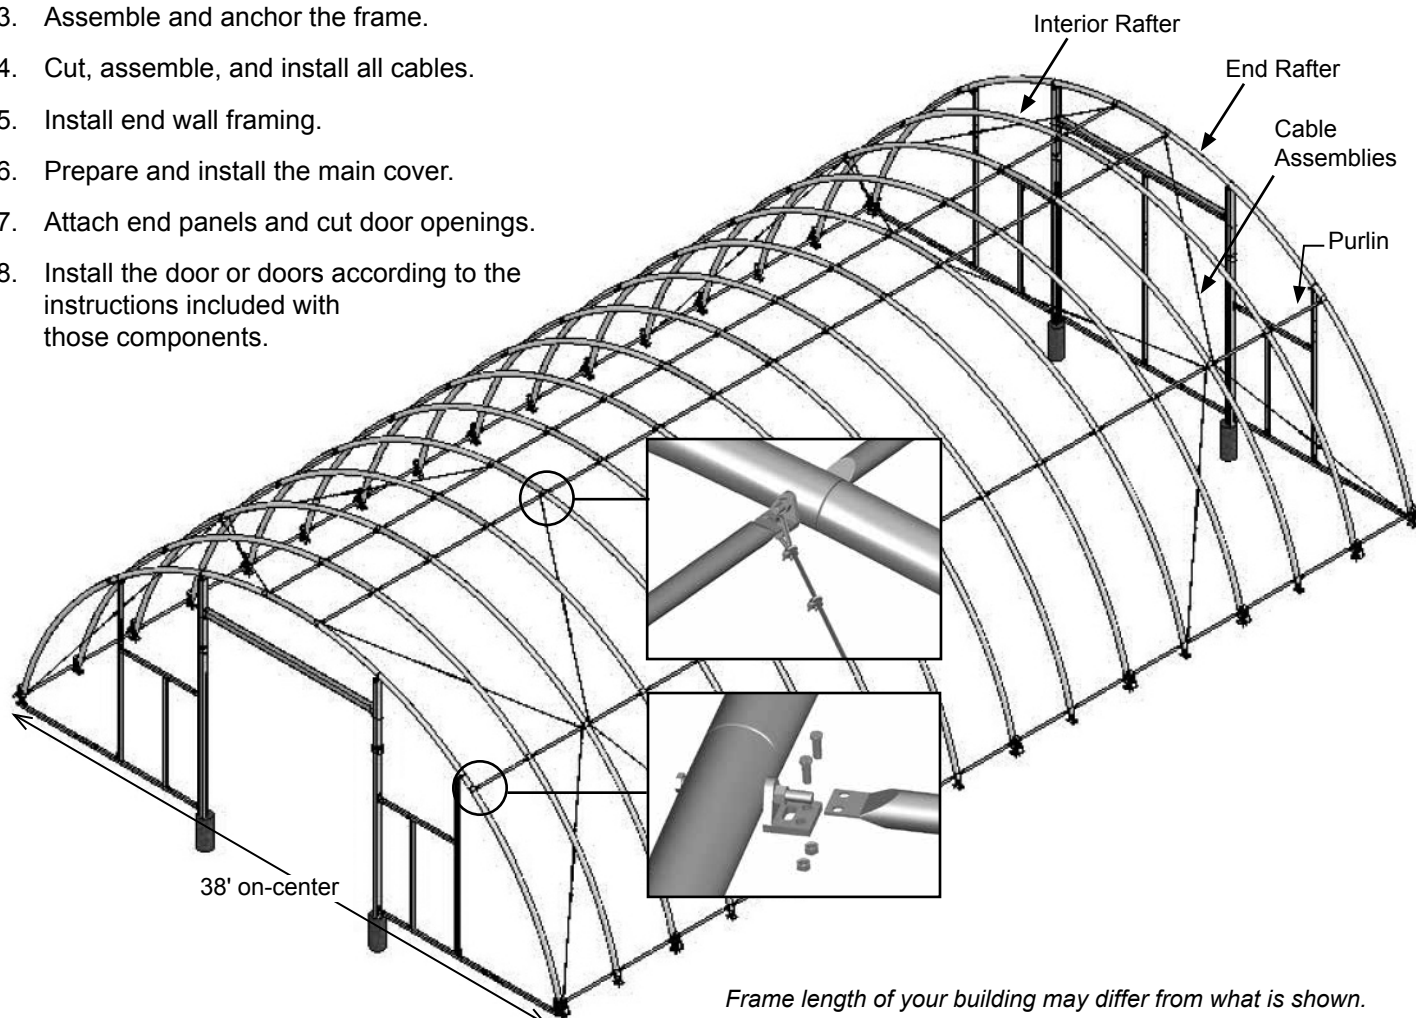 3. Assemble and anchor the frame.
4. Cut, assemble, and install all cables.
5. Install end wall framing.
6. Prepare and install the main cover.
7. Attach end panels and cut door openings.
8. Install the door or doors according to the
instructions included with
those components.
Interior Rafter
End Rafter
Cable
Assemblies
Purlin
38' on-center
Frame length of your building may differ from what is shown.